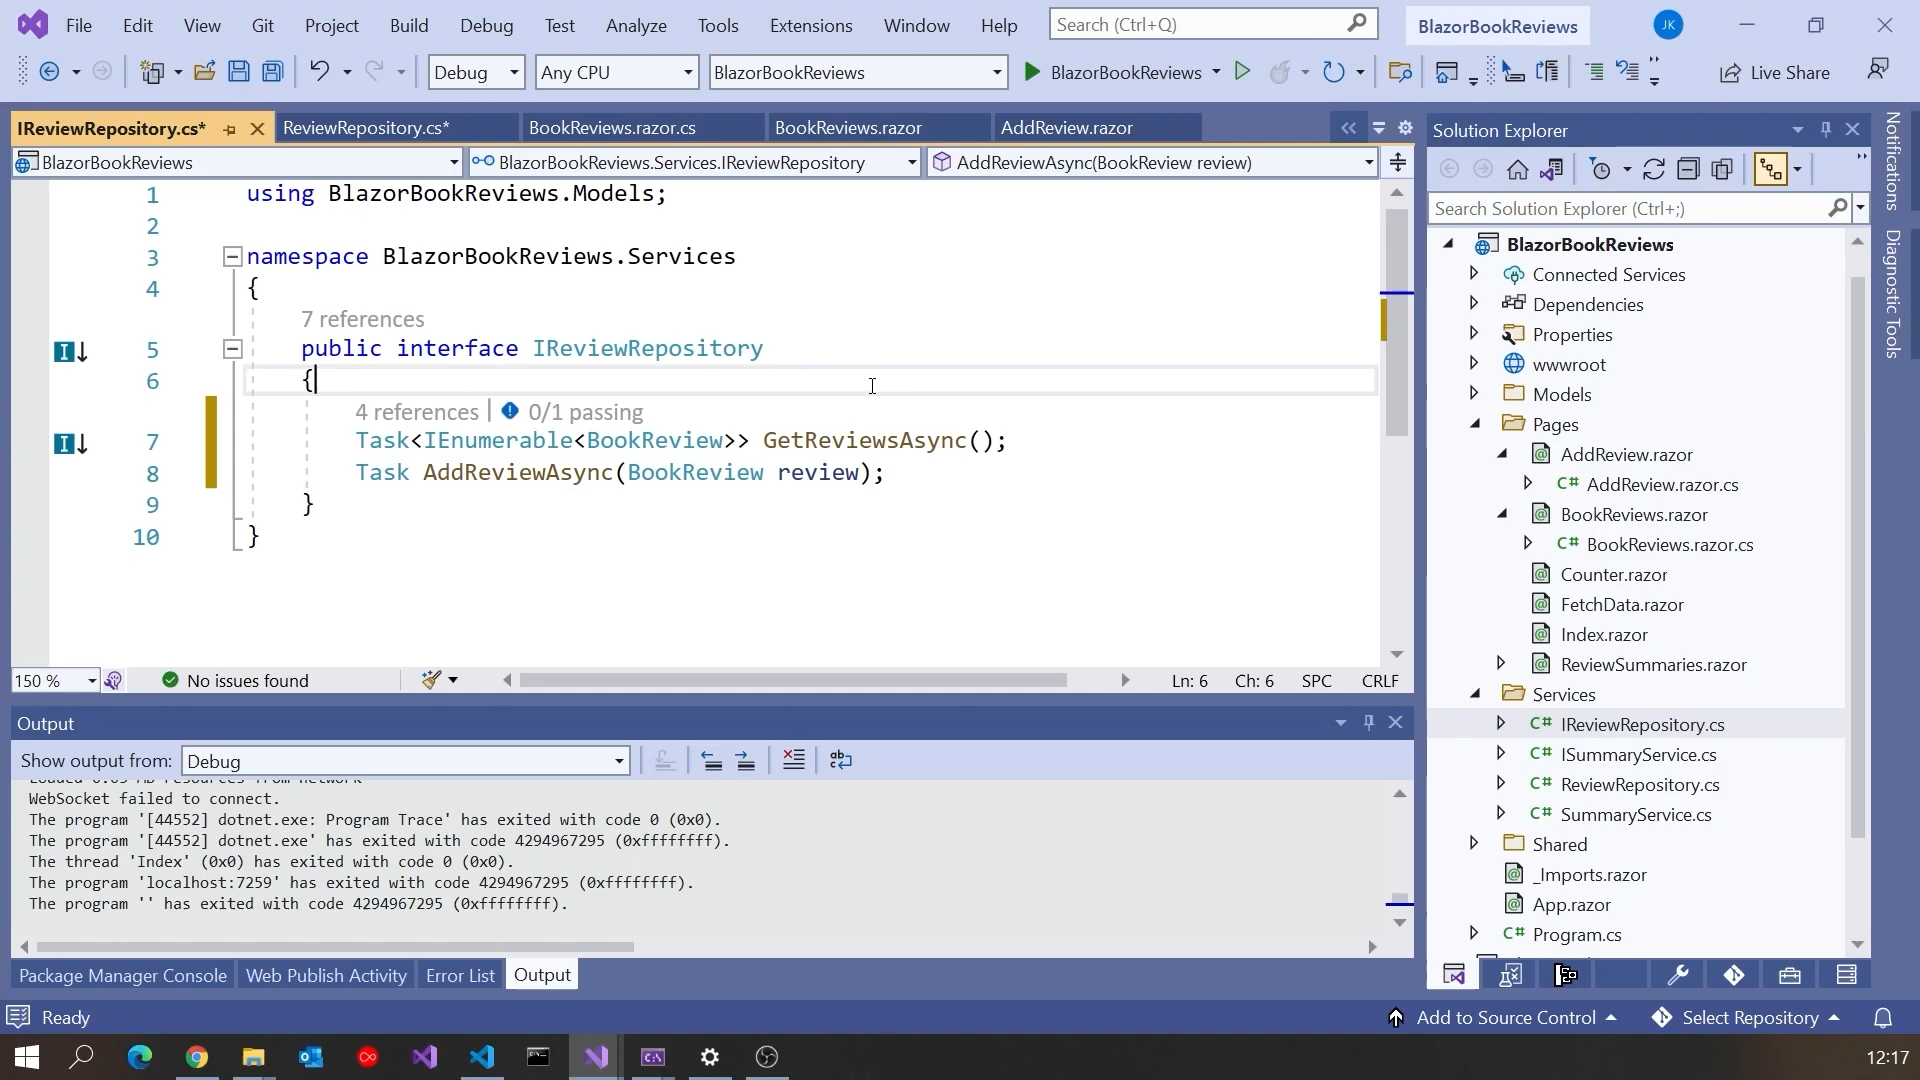 File Edit View Git Project Build Debug Test Analyze Tools Extensions Window Help Search (Ctrl+Q) BlazorBookReviews JK
Debug Any CPU BlazorBookReviews BlazorBookReviews Live Share
IReviewRepository.cs* ReviewRepository.cs* BookReviews.razor.cs BookReviews.razor AddReview.razor
BlazorBookReviews BlazorBookReviews.Services.IReviewRepository AddReviewAsync(BookReview review)
1 using BlazorBookReviews.Models;
2
3 namespace BlazorBookReviews.Services
4 {
7 references
5 public interface IReviewRepository
6 {
4 references | 0/1 passing
7 Task<IEnumerable<BookReview>> GetReviewsAsync();
8 Task AddReviewAsync(BookReview review);
9 }
10 }
150 % No issues found Ln: 6 Ch: 6 SPC CRLF
Output
Show output from: Debug
Loaded 0.05 MB resources from network
WebSocket failed to connect.
The program '[44552] dotnet.exe: Program Trace' has exited with code 0 (0x0).
The program '[44552] dotnet.exe' has exited with code 4294967295 (0xffffffff).
The thread 'Index' (0x0) has exited with code 0 (0x0).
The program 'localhost:7259' has exited with code 4294967295 (0xffffffff).
The program '' has exited with code 4294967295 (0xffffffff).
Package Manager Console Web Publish Activity Error List Output
Solution Explorer
Search Solution Explorer (Ctrl+;)
BlazorBookReviews
Connected Services
Dependencies
Properties
wwwroot
Models
Pages
AddReview.razor
C# AddReview.razor.cs
BookReviews.razor
C# BookReviews.razor.cs
Counter.razor
FetchData.razor
Index.razor
ReviewSummaries.razor
Services
C# IReviewRepository.cs
C# ISummaryService.cs
C# ReviewRepository.cs
C# SummaryService.cs
Shared
_Imports.razor
App.razor
C# Program.cs
Notifications
Diagnostic Tools
Ready Add to Source Control Select Repository
12:17